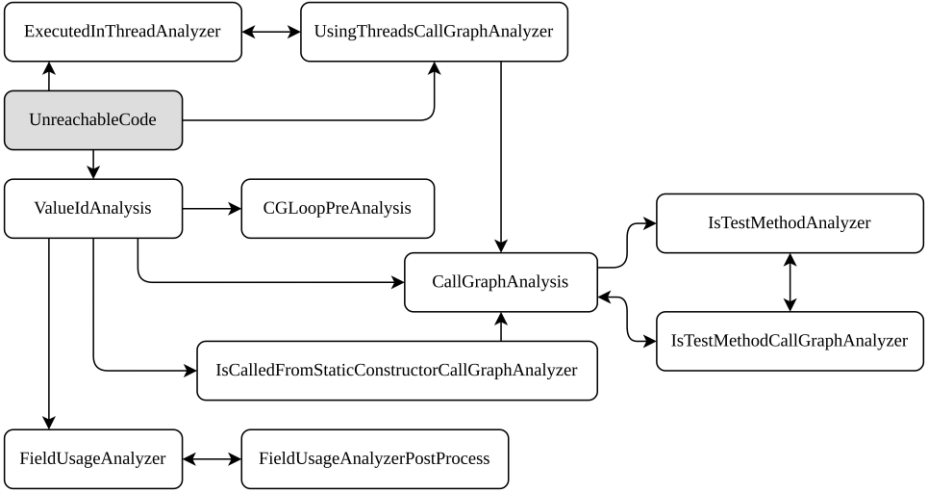 ExecutedInThreadAnalyzer
UsingThreadsCallGraphAnalyzer
UnreachableCode
ValueIdAnalysis
CGLoopPreAnalysis
IsTestMethodAnalyzer
CallGraphAnalysis
IsTestMethodCallGraphAnalyzer
IsCalledFromStaticConstructorCallGraphAnalyzer
FieldUsageAnalyzer
FieldUsageAnalyzerPostProcess